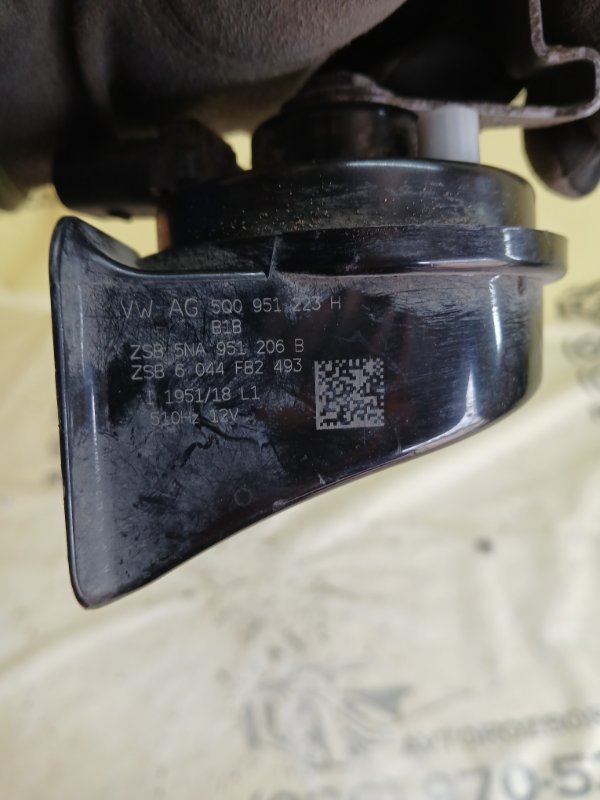 VW AG 5Q0 951 223 H
B1B
ZSB 5NA 951 206 B
ZSB 6 044 FB2 493
1951/18 L1
510Hz 12V